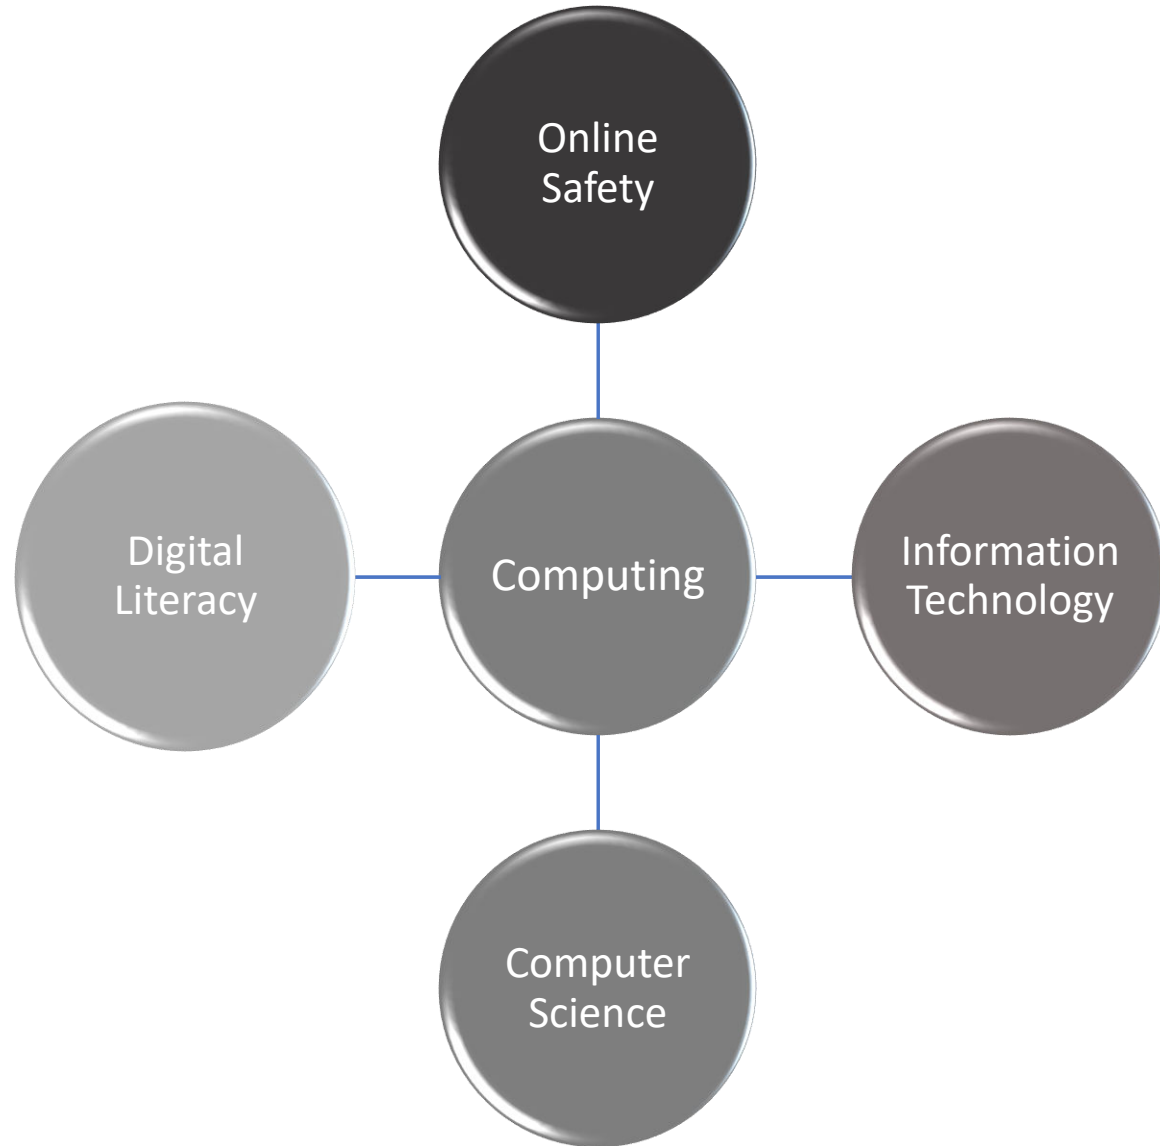 Online
Safety
Digital
Literacy
Computing
Information
Technology
Computer
Science